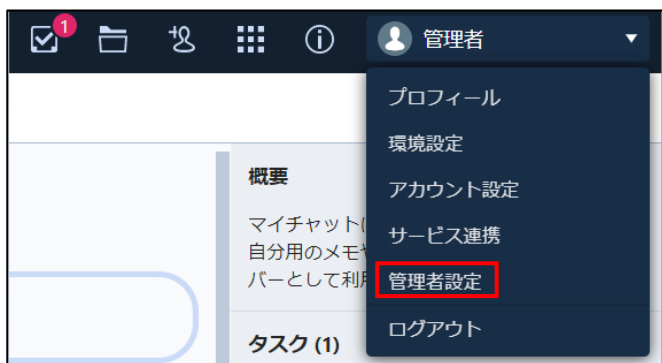 1
管理者
プロフィール
環境設定
アカウント設定
サービス連携
管理者設定
ログアウト
概要
マイチャット
自分用のメモ
バーとして利
タスク (1)